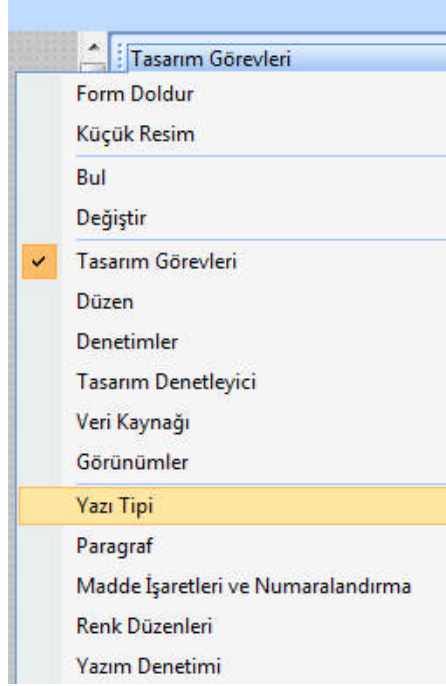 Tasarım Görevleri
Form Doldur
Küçük Resim
Bul
Değiştir
Tasarım Görevleri
Düzen
Denetimler
Tasarım Denetleyici
Veri Kaynağı
Görünümler
Yazı Tipi
Paragraf
Madde İşaretleri ve Numaralandırma
Renk Düzenleri
Yazım Denetimi